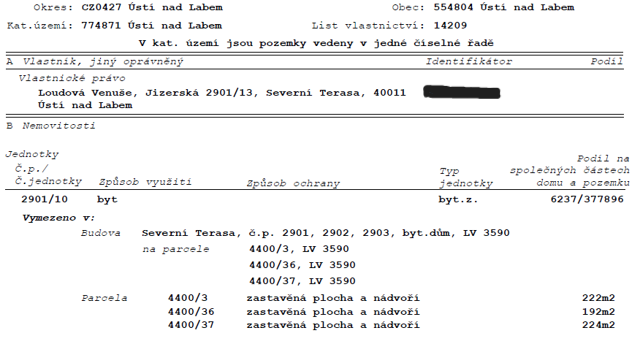 Okres: CZ0427 Ústí nad Labem Obec: 554804 Ústí nad Labem
Kat.území: 774871 Ústí nad Labem List vlastnictví: 14209
V kat. území jsou pozemky vedeny v jedné číselné řadě
A Vlastník, jiný oprávněný Identifikátor Podíl
Vlastnické právo
Loudová Venuše, Jizerská 2901/13, Severní Terasa, 40011
Ústí nad Labem
B Nemovitosti
Jednotky
Č.p./ Typ Podíl na
Č.jednotky Způsob využití Způsob ochrany jednotky společných částech
domu a pozemku
2901/10 byt byt.z. 6237/377896
Vymezeno v:
Budova Severní Terasa, č.p. 2901, 2902, 2903, byt.dům, LV 3590
na parcele 4400/3, LV 3590
4400/36, LV 3590
4400/37, LV 3590
Parcela 4400/3 zastavěná plocha a nádvoří 222m2
4400/36 zastavěná plocha a nádvoří 192m2
4400/37 zastavěná plocha a nádvoří 224m2